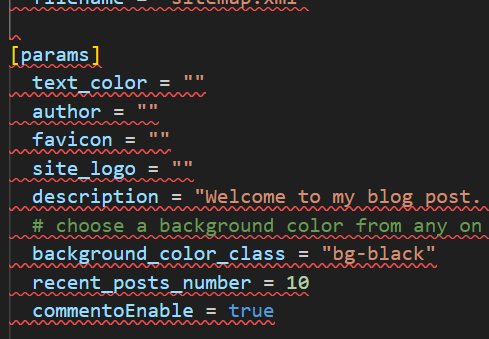 filename = "sitemap.xml"
[params]
text_color = ""
author = ""
favicon = ""
site_logo = ""
description = "Welcome to my blog post.
# choose a background color from any on
background_color_class = "bg-black"
recent_posts_number = 10
commentoEnable = true